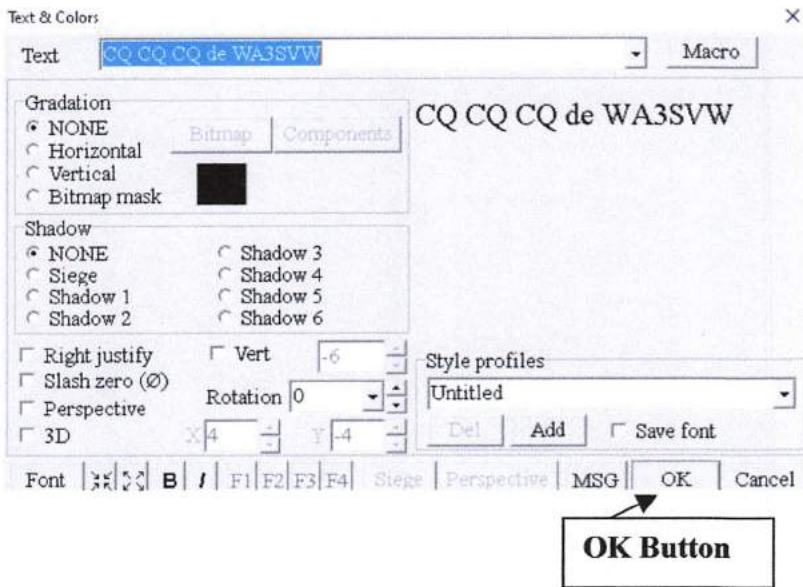 Text & Colors
Text CQ CQ CQ de WA3SVW Macro
Gradation
NONE
Horizontal
Vertical
Bitmap mask
Bitmap Components
CQ CQ CQ de WA3SVW
Shadow
NONE
Siege
Shadow 1
Shadow 2
Shadow 3
Shadow 4
Shadow 5
Shadow 6
Right justify
Slash zero (Ø)
Perspective
3D
Vert -6
Rotation 0
X 4 Y -4
Style profiles
Untitled
Del Add Save font
Font B I F1 F2 F3 F4 Siege Perspective MSG OK Cancel
OK Button